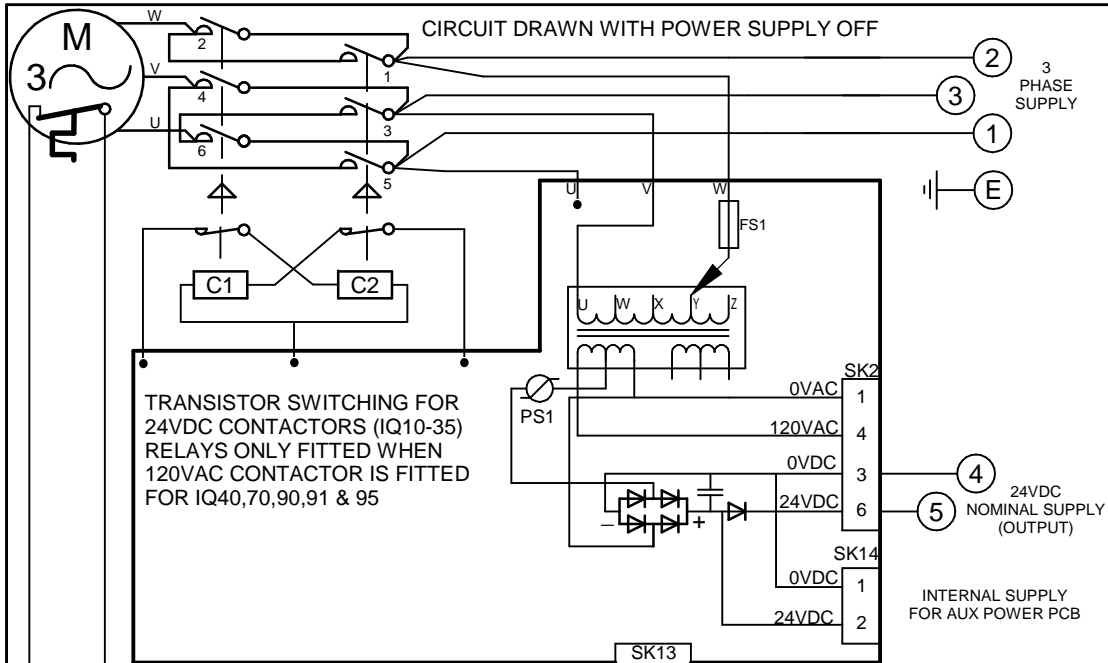 CIRCUIT DRAWN WITH POWER SUPPLY OFF
W
M
3
V
U
2
4
6
1
3
5
2
3
1
E
3
PHASE
SUPPLY
U
V
W
FS1
C1
C2
U
W
X
Y
Z
PS1
TRANSISTOR SWITCHING FOR
24VDC CONTACTORS (IQ10-35)
RELAYS ONLY FITTED WHEN
120VAC CONTACTOR IS FITTED
FOR IQ40,70,90,91 & 95
SK2
0VAC
1
120VAC
4
0VDC
3
24VDC
6
4
5
24VDC
NOMINAL SUPPLY
(OUTPUT)
–
+
SK14
0VDC
1
24VDC
2
INTERNAL SUPPLY
FOR AUX POWER PCB
SK13